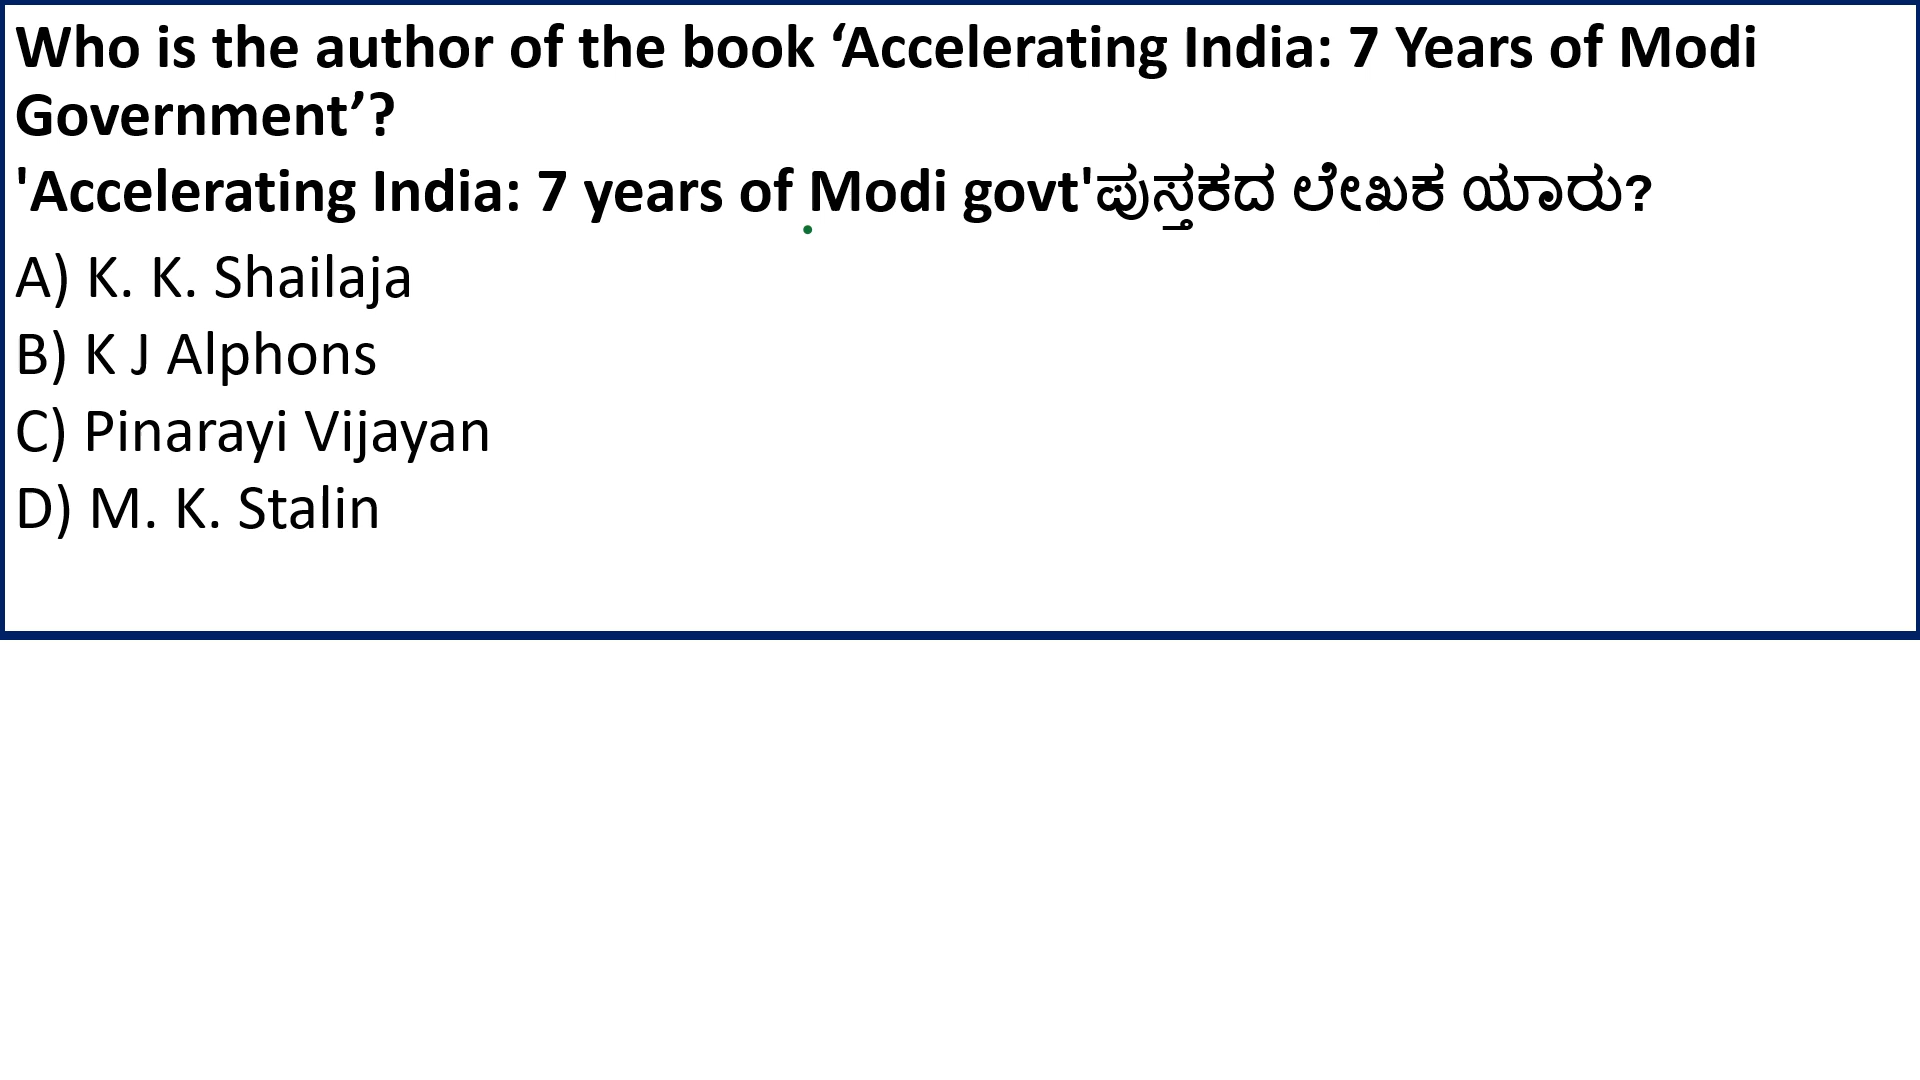 Who is the author of the book ‘Accelerating India: 7 Years of Modi
Government’?
'Accelerating India: 7 years of Modi govt'ಪುಸ್ತಕದ ಲೇಖಕ ಯಾರು?
A) K. K. Shailaja
B) K J Alphons
C) Pinarayi Vijayan
D) M. K. Stalin